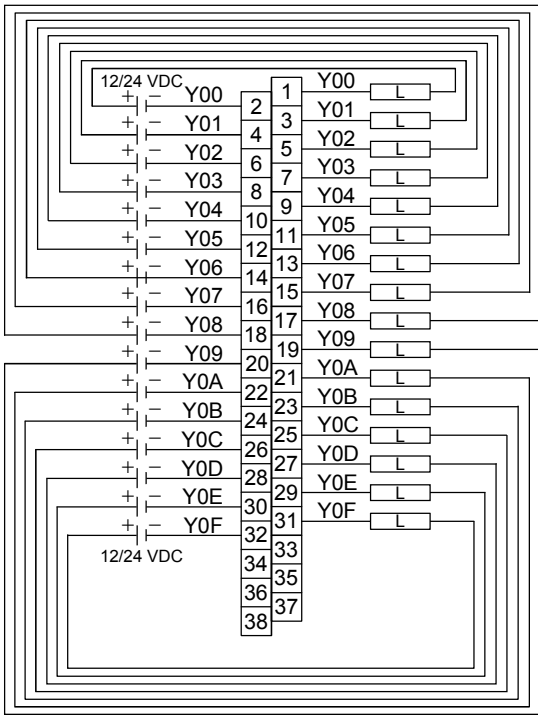 12/24 VDC
Y00 1 Y00 L
+ − Y01 2 3 Y01 L
+ − Y02 4 5 Y02 L
+ − Y03 6 7 Y03 L
+ − Y04 8 9 Y04 L
+ − Y05 10 11 Y05 L
+ − Y06 12 13 Y06 L
+ − Y07 14 15 Y07 L
+ − Y08 16 17 Y08 L
+ − Y09 18 19 Y09 L
+ − Y0A 20 21 Y0A L
+ − Y0B 22 23 Y0B L
+ − Y0C 24 25 Y0C L
+ − Y0D 26 27 Y0D L
+ − Y0E 28 29 Y0E L
+ − Y0F 30 31 Y0F L
+ − 32 33
12/24 VDC
34 35
36 37
38